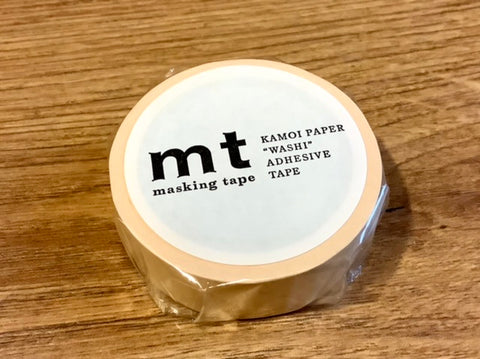 mt
masking tape
KAMOI PAPER
"WASHI"
ADHESIVE
TAPE